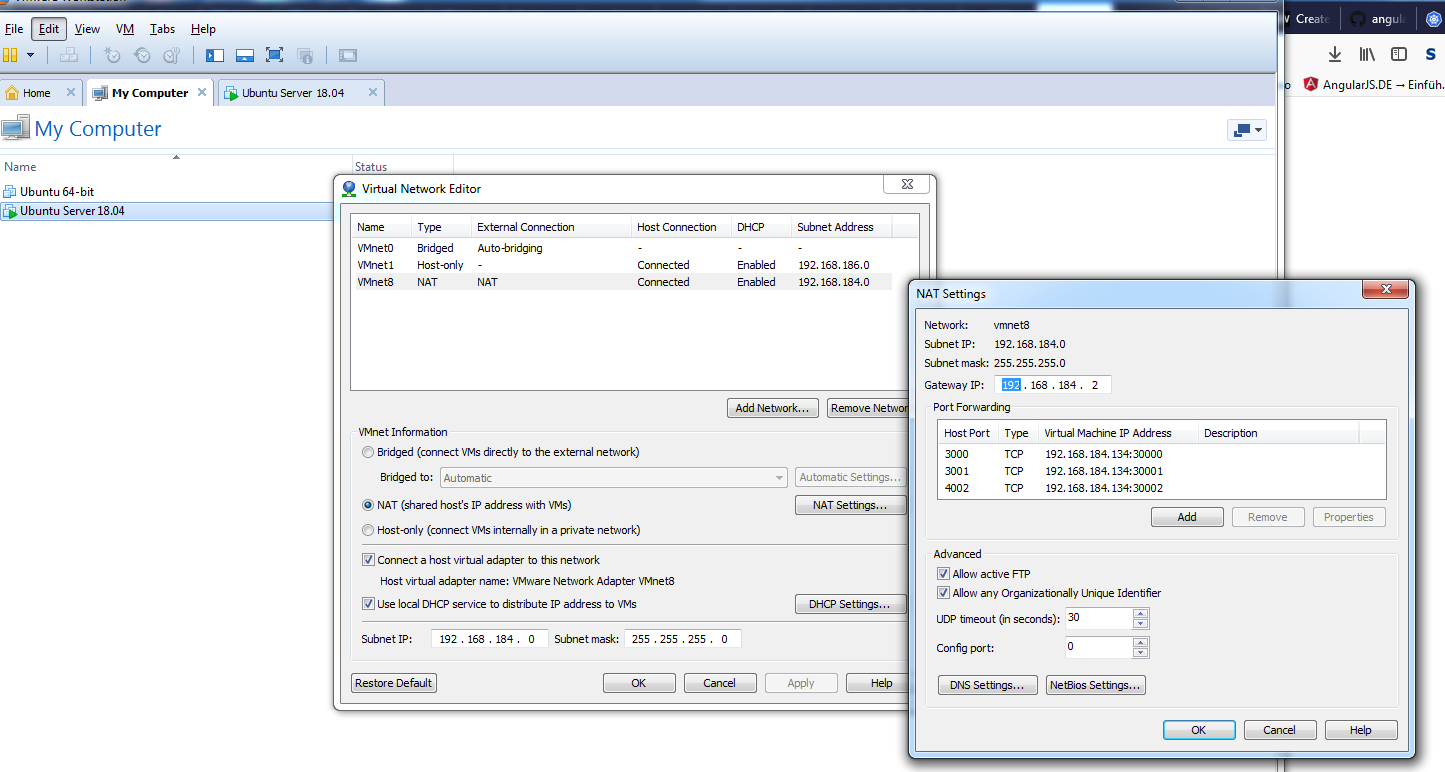 File Edit View VM Tabs Help
Create
angula
S
Home
My Computer
Ubuntu Server 18.04
AngularJS.DE → Einfüh.
My Computer
Name Status
Ubuntu 64-bit
Ubuntu Server 18.04
Virtual Network Editor
Name Type External Connection Host Connection DHCP Subnet Address
VMnet0 Bridged Auto-bridging - - -
VMnet1 Host-only - Connected Enabled 192.168.186.0
VMnet8 NAT NAT Connected Enabled 192.168.184.0
Add Network... Remove Networ
VMnet Information
Bridged (connect VMs directly to the external network)
Bridged to: Automatic Automatic Settings...
NAT (shared host's IP address with VMs) NAT Settings...
Host-only (connect VMs internally in a private network)
Connect a host virtual adapter to this network
Host virtual adapter name: VMware Network Adapter VMnet8
Use local DHCP service to distribute IP address to VMs DHCP Settings...
Subnet IP: 192 . 168 . 184 . 0 Subnet mask: 255 . 255 . 255 . 0
Restore Default OK Cancel Apply Help
NAT Settings
Network: vmnet8
Subnet IP: 192.168.184.0
Subnet mask: 255.255.255.0
Gateway IP: 192 . 168 . 184 . 2
Port Forwarding
Host Port Type Virtual Machine IP Address Description
3000 TCP 192.168.184.134:30000
3001 TCP 192.168.184.134:30001
4002 TCP 192.168.184.134:30002
Add Remove Properties
Advanced
Allow active FTP
Allow any Organizationally Unique Identifier
UDP timeout (in seconds): 30
Config port: 0
DNS Settings... NetBios Settings...
OK Cancel Help